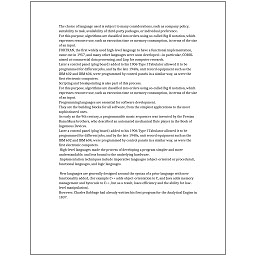 The choice of language used is subject to many considerations, such as company policy,
suitability to task, availability of third-party packages, or individual preference.
For this purpose, algorithms are classified into orders using so-called Big O notation, which
expresses resource use, such as execution time or memory consumption, in terms of the size
of an input.
FORTRAN, the first widely used high-level language to have a functional implementation,
came out in 1957, and many other languages were soon developed—in particular, COBOL
aimed at commercial data processing, and Lisp for computer research.
Later a control panel (plug board) added to his 1906 Type I Tabulator allowed it to be
programmed for different jobs, and by the late 1940s, unit record equipment such as the
IBM 602 and IBM 604, were programmed by control panels in a similar way, as were the
first electronic computers.
Scripting and breakpointing is also part of this process.
For this purpose, algorithms are classified into orders using so-called Big O notation, which
expresses resource use, such as execution time or memory consumption, in terms of the size
of an input.
Programming languages are essential for software development.
They are the building blocks for all software, from the simplest applications to the most
sophisticated ones.
As early as the 9th century, a programmable music sequencer was invented by the Persian
Banu Musa brothers, who described an automated mechanical flute player in the Book of
Ingenious Devices.
Later a control panel (plug board) added to his 1906 Type I Tabulator allowed it to be
programmed for different jobs, and by the late 1940s, unit record equipment such as the
IBM 602 and IBM 604, were programmed by control panels in a similar way, as were the
first electronic computers.
High-level languages made the process of developing a program simpler and more
understandable, and less bound to the underlying hardware.
Implementation techniques include imperative languages (object-oriented or procedural),
functional languages, and logic languages.
New languages are generally designed around the syntax of a prior language with new
functionality added, (for example C++ adds object-orientation to C, and Java adds memory
management and bytecode to C++, but as a result, loses efficiency and the ability for low-
level manipulation).
However, Charles Babbage had already written his first program for the Analytical Engine in
1837.